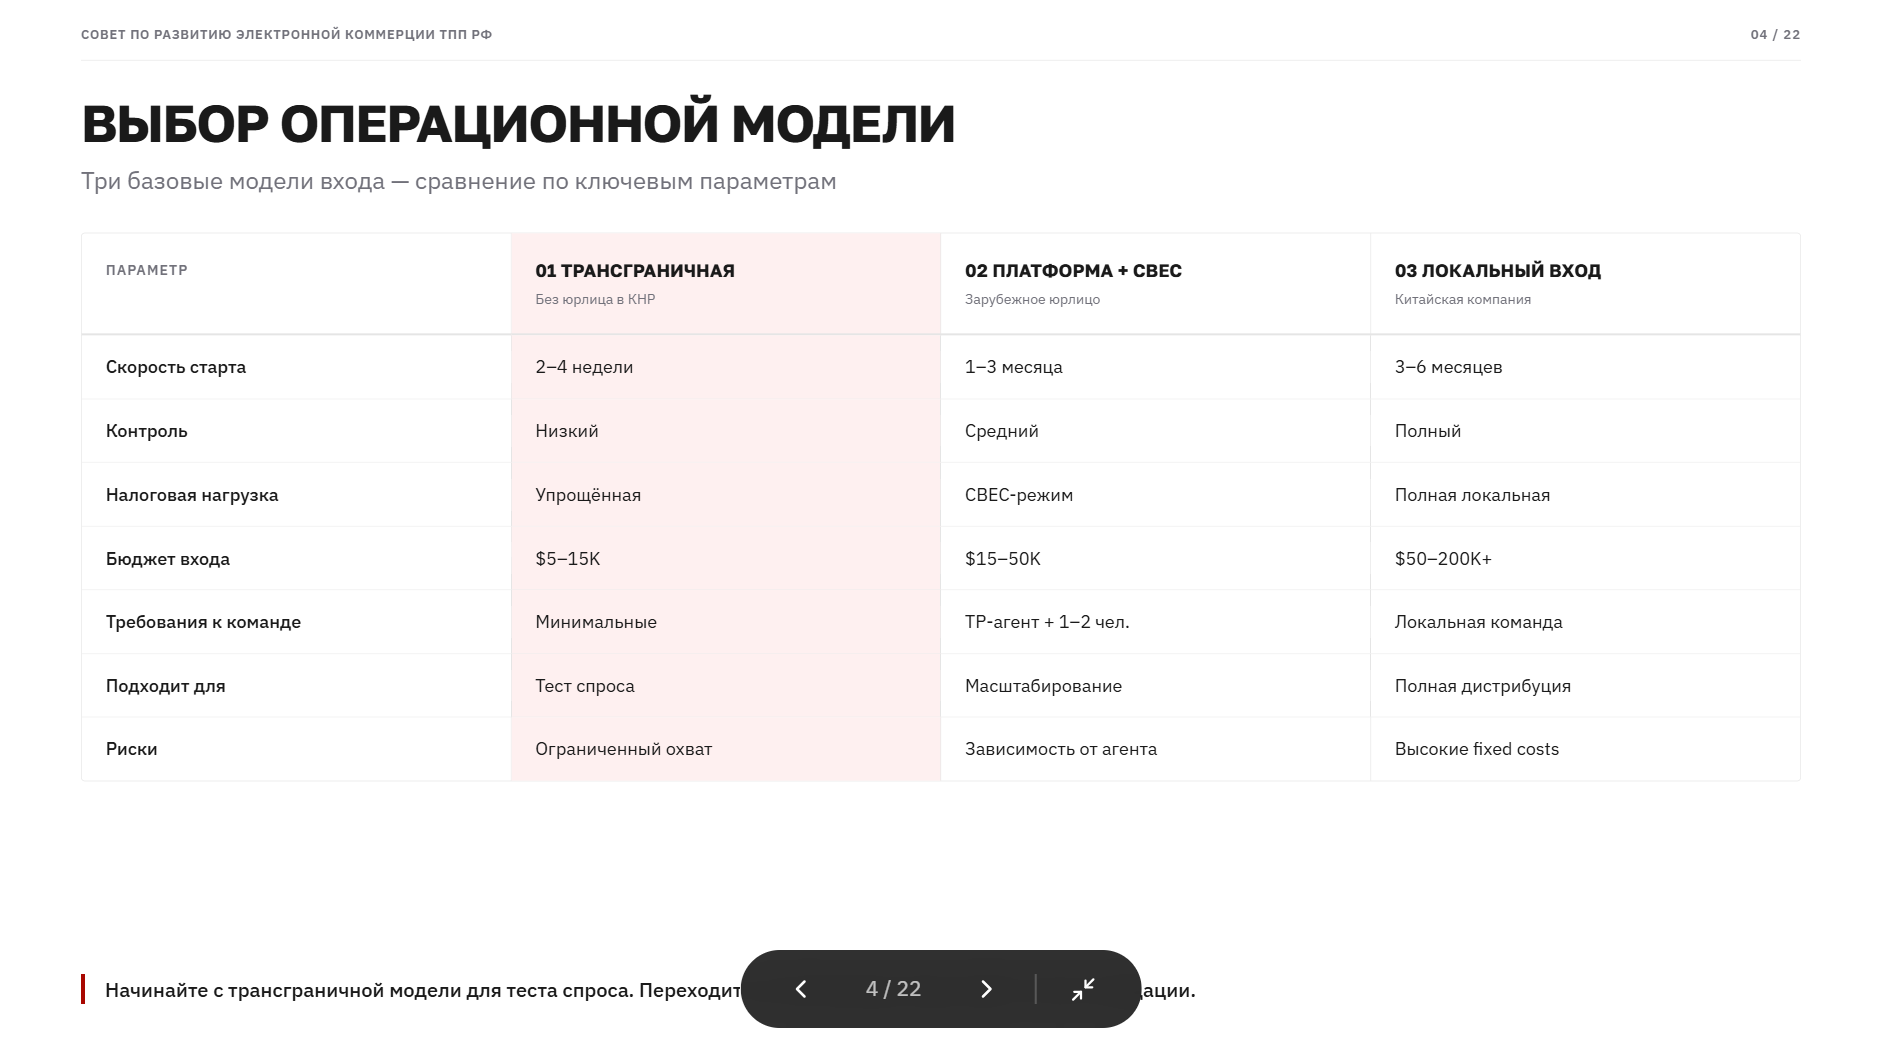 СОВЕТ ПО РАЗВИТИЮ ЭЛЕКТРОННОЙ КОММЕРЦИИ ТПП РФ
04 / 22
ВЫБОР ОПЕРАЦИОННОЙ МОДЕЛИ
Три базовые модели входа — сравнение по ключевым параметрам
ПАРАМЕТР
01 ТРАНСГРАНИЧНАЯ
Без юрлица в КНР
02 ПЛАТФОРМА + CBEC
Зарубежное юрлицо
03 ЛОКАЛЬНЫЙ ВХОД
Китайская компания
Скорость старта
2–4 недели
1–3 месяца
3–6 месяцев
Контроль
Низкий
Средний
Полный
Налоговая нагрузка
Упрощённая
CBEC-режим
Полная локальная
Бюджет входа
$5–15K
$15–50K
$50–200K+
Требования к команде
Минимальные
TP-агент + 1–2 чел.
Локальная команда
Подходит для
Тест спроса
Масштабирование
Полная дистрибуция
Риски
Ограниченный охват
Зависимость от агента
Высокие fixed costs
Начинайте с трансграничной модели для теста спроса.
4 / 22